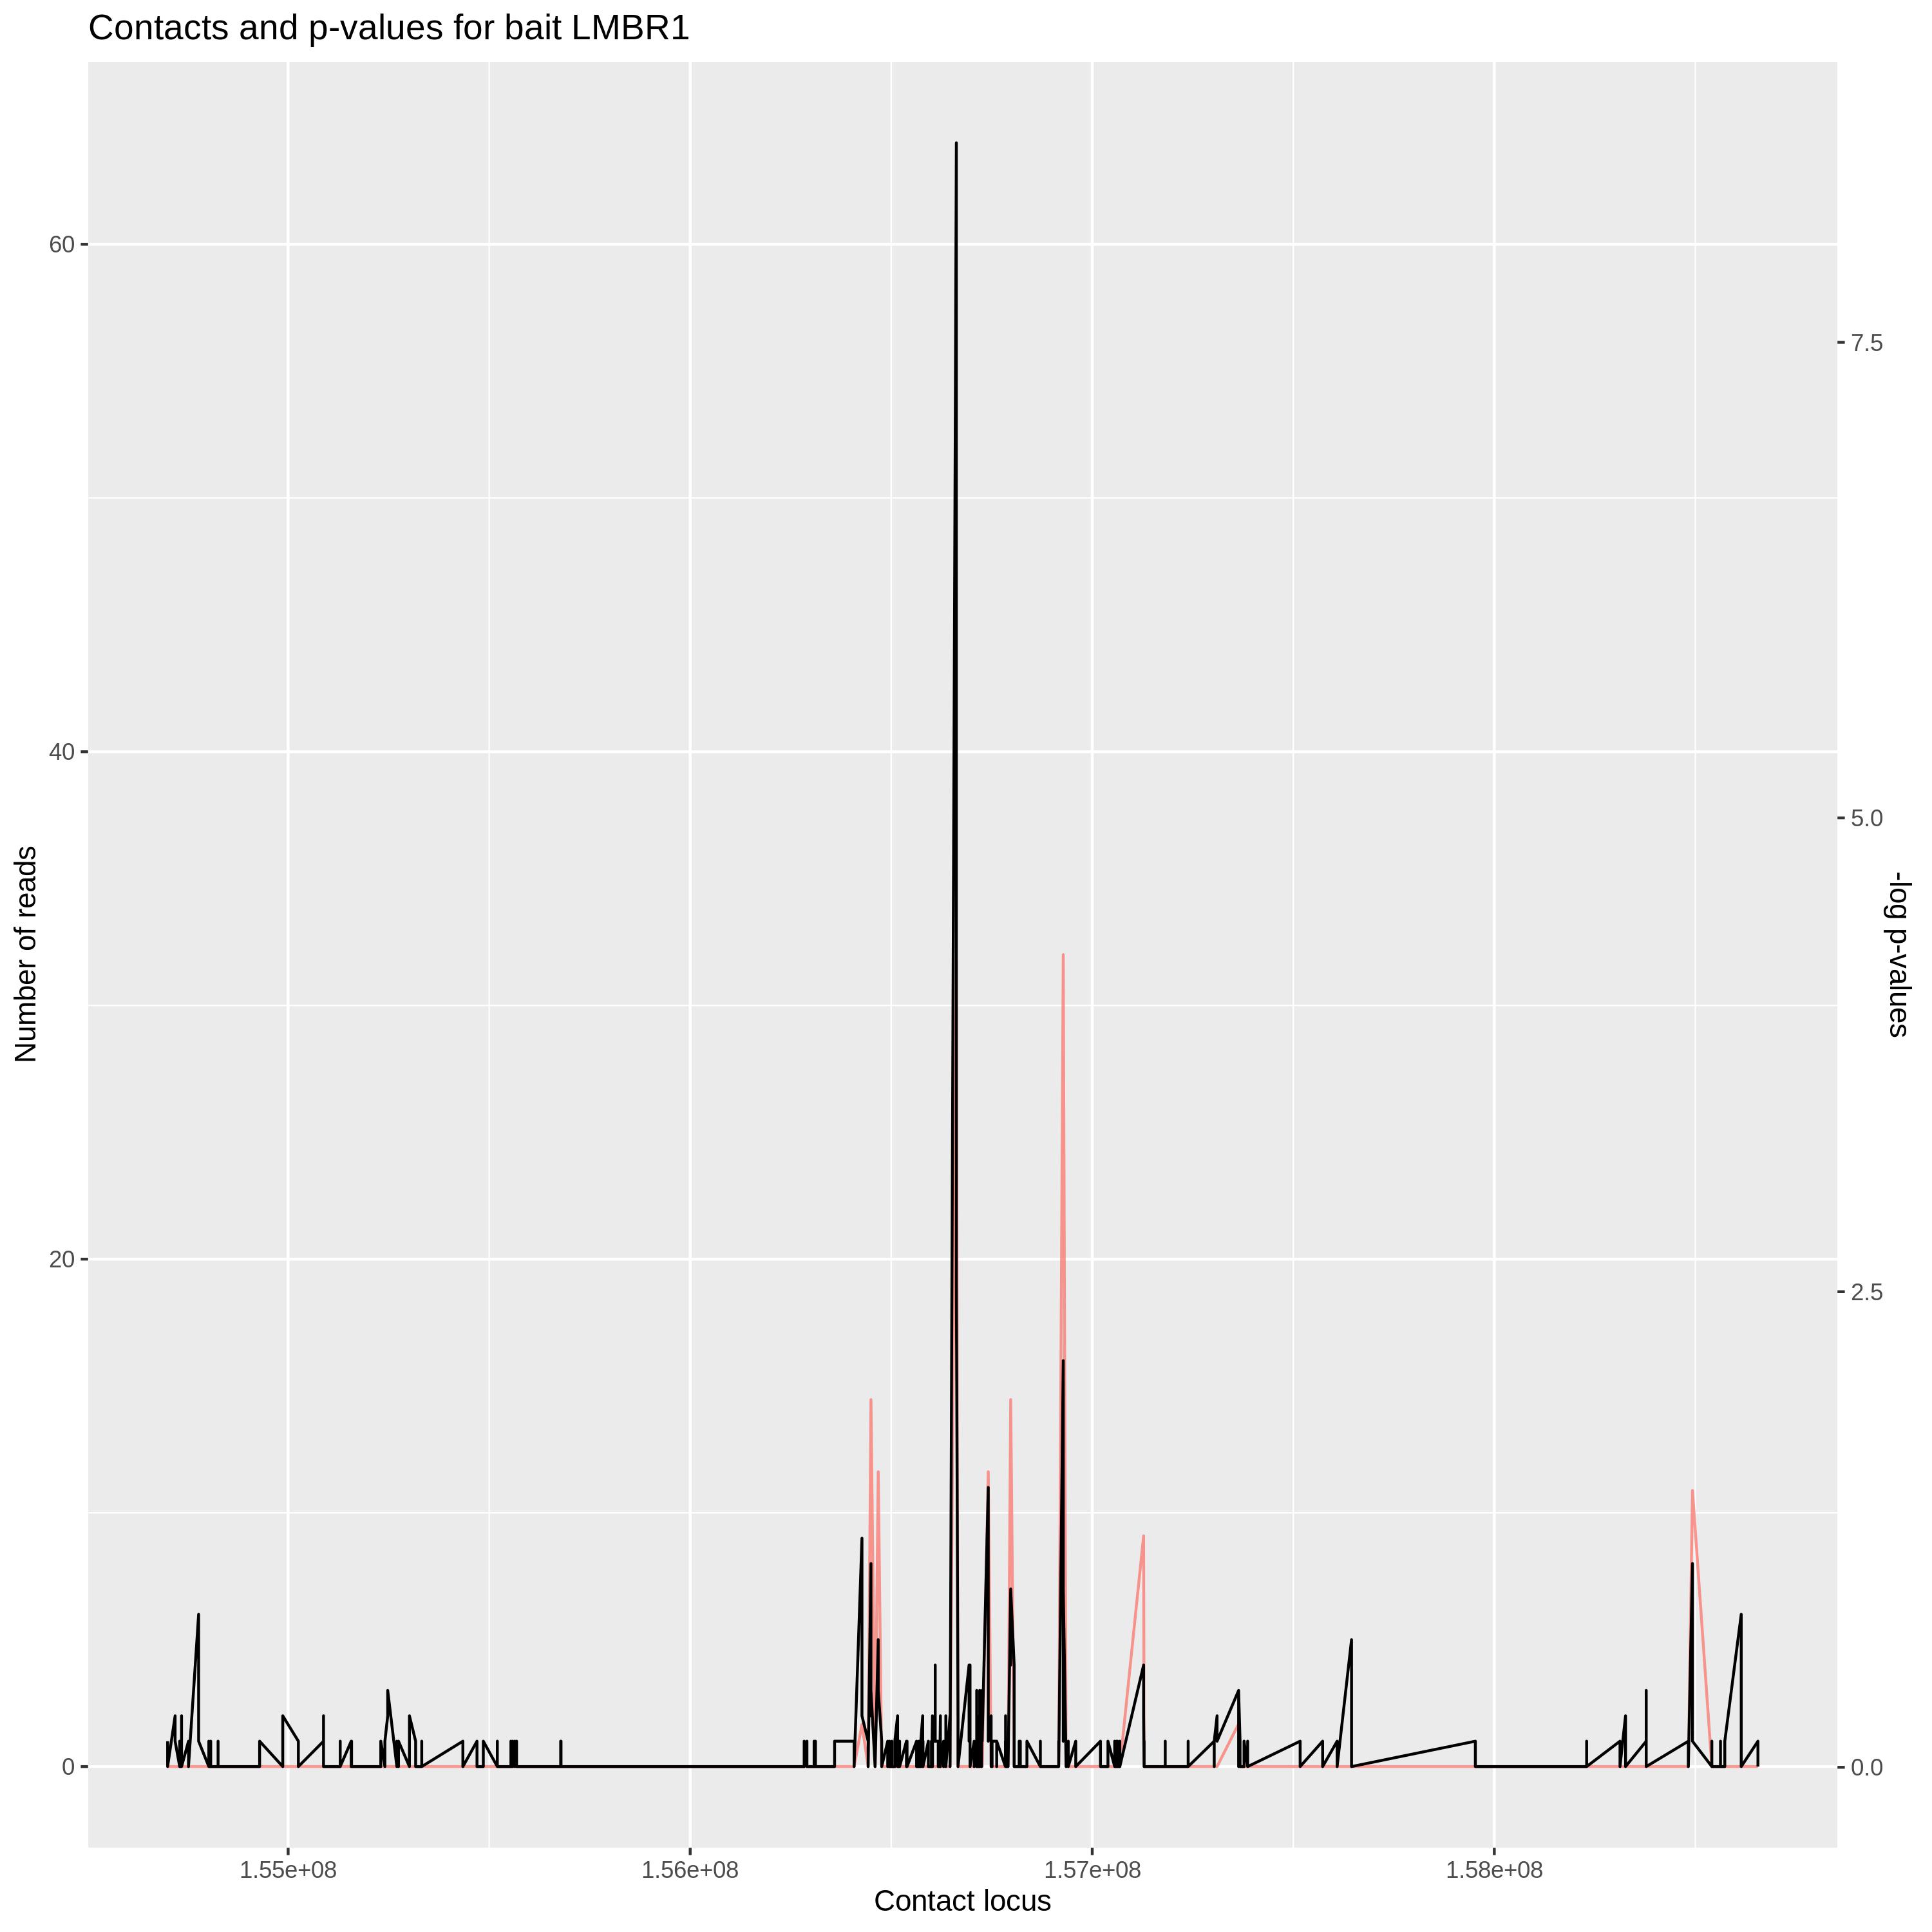 Contacts and p-values for bait LMBR1
60
40
20
0
7.5
5.0
2.5
0.0
Number of reads
-log p-values
1.55e+08
1.56e+08
1.57e+08
1.58e+08
Contact locus